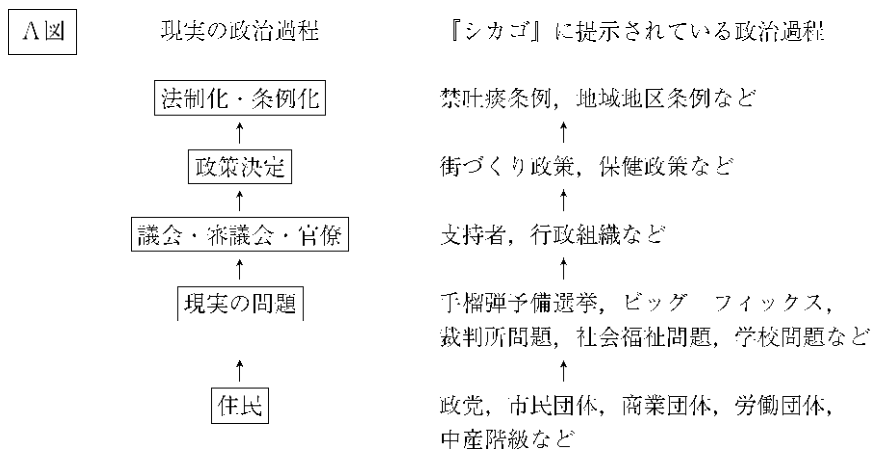 A図 現実の政治過程 『シカゴ』に提示されている政治過程
法制化・条例化 禁吐痰条例，地域地区条例など
↑ ↑
政策決定 街づくり政策，保健政策など
↑ ↑
議会・審議会・官僚 支持者，行政組織など
↑ ↑
現実の問題 手榴弾予備選挙，ビッグ フィックス，
裁判所問題，社会福祉問題，学校問題など
↑ ↑
住民 政党，市民団体，商業団体，労働団体，
中産階級など